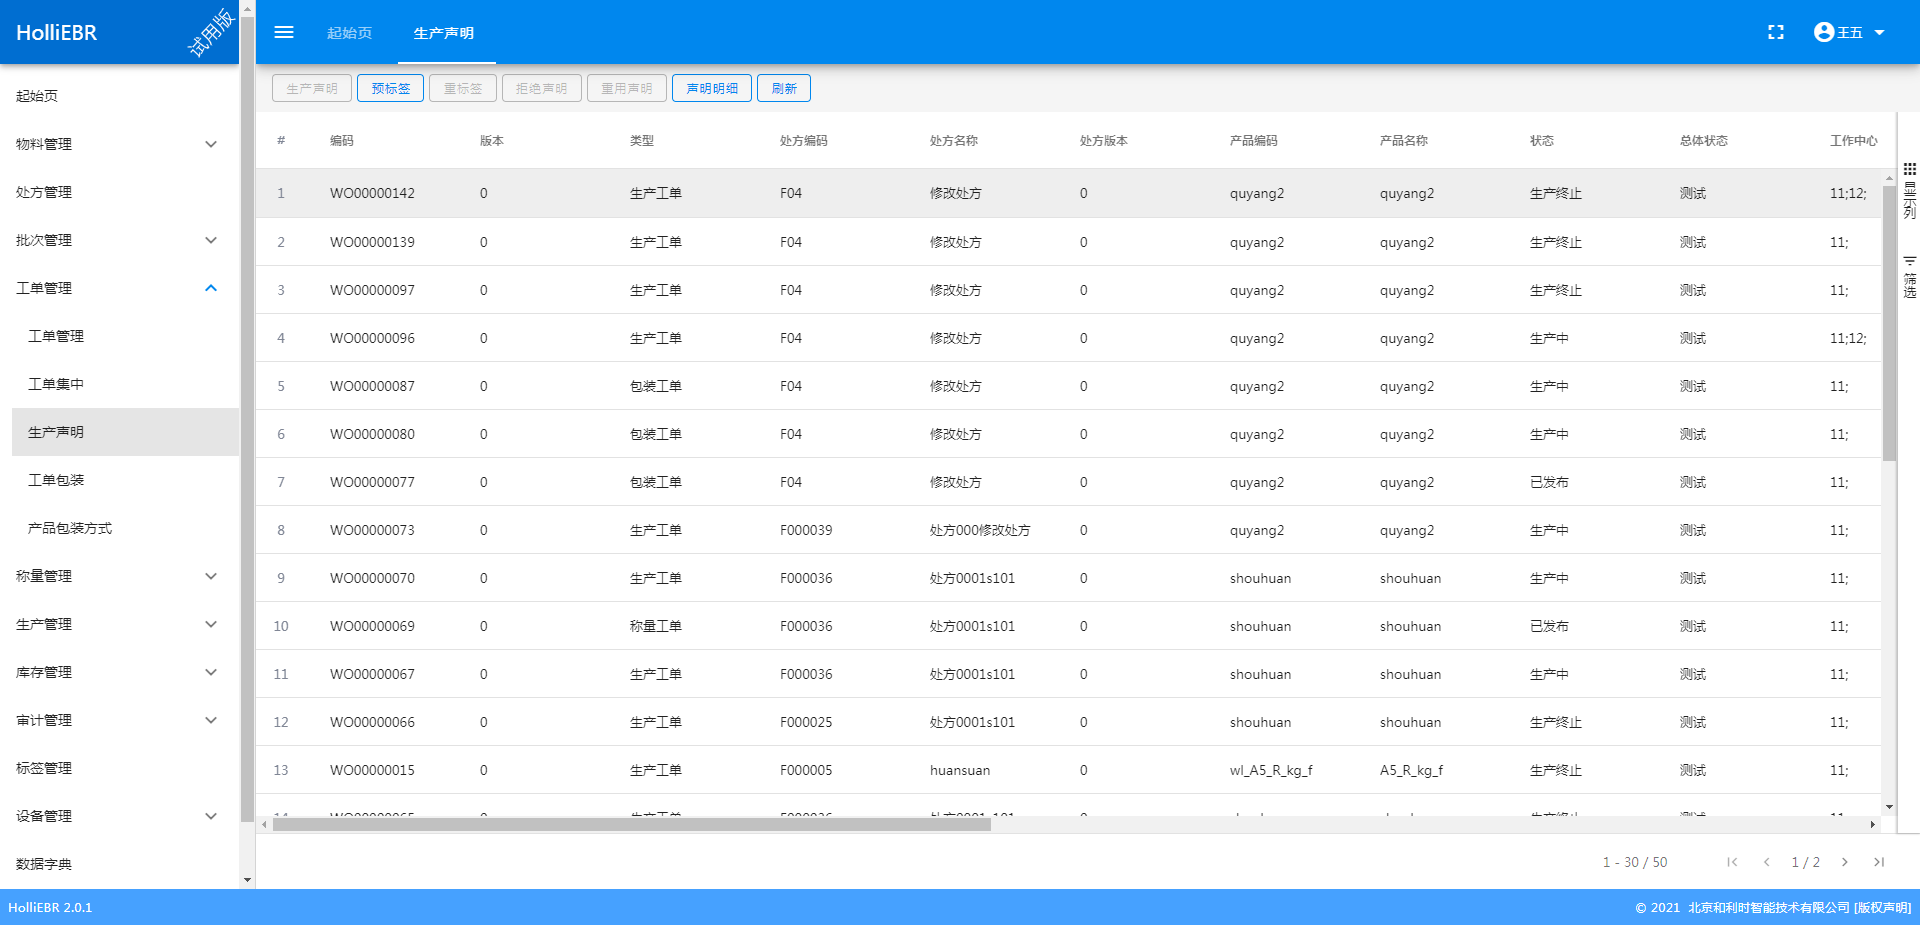 HolliEBR 试用版
起始页 生产声明 王五
起始页
物料管理
处方管理
批次管理
工单管理
工单管理
工单集中
生产声明
工单包装
产品包装方式
称量管理
生产管理
库存管理
审计管理
标签管理
设备管理
数据字典
生产声明 预标签 重标签 拒绝声明 重用声明 声明明细 刷新
# 编码 版本 类型 处方编码 处方名称 处方版本 产品编码 产品名称 状态 总体状态 工作中心
1 WO00000142 0 生产工单 F04 修改处方 0 quyang2 quyang2 生产终止 测试 11;12;
2 WO00000139 0 生产工单 F04 修改处方 0 quyang2 quyang2 生产终止 测试 11;
3 WO00000097 0 生产工单 F04 修改处方 0 quyang2 quyang2 生产终止 测试 11;
4 WO00000096 0 生产工单 F04 修改处方 0 quyang2 quyang2 生产中 测试 11;12;
5 WO00000087 0 包装工单 F04 修改处方 0 quyang2 quyang2 生产中 测试 11;
6 WO00000080 0 包装工单 F04 修改处方 0 quyang2 quyang2 生产中 测试 11;
7 WO00000077 0 包装工单 F04 修改处方 0 quyang2 quyang2 已发布 测试 11;
8 WO00000073 0 生产工单 F000039 处方000修改处方 0 quyang2 quyang2 生产中 测试 11;
9 WO00000070 0 生产工单 F000036 处方0001s101 0 shouhuan shouhuan 生产中 测试 11;
10 WO00000069 0 称量工单 F000036 处方0001s101 0 shouhuan shouhuan 已发布 测试 11;
11 WO00000067 0 生产工单 F000036 处方0001s101 0 shouhuan shouhuan 生产中 测试 11;
12 WO00000066 0 生产工单 F000025 处方0001s101 0 shouhuan shouhuan 生产终止 测试 11;
13 WO00000015 0 生产工单 F000005 huansuan 0 wl_A5_R_kg_f A5_R_kg_f 生产终止 测试 11;
显示列
筛选
1 - 30 / 50 1 / 2
HolliEBR 2.0.1 © 2021 北京和利时智能技术有限公司 [版权声明]